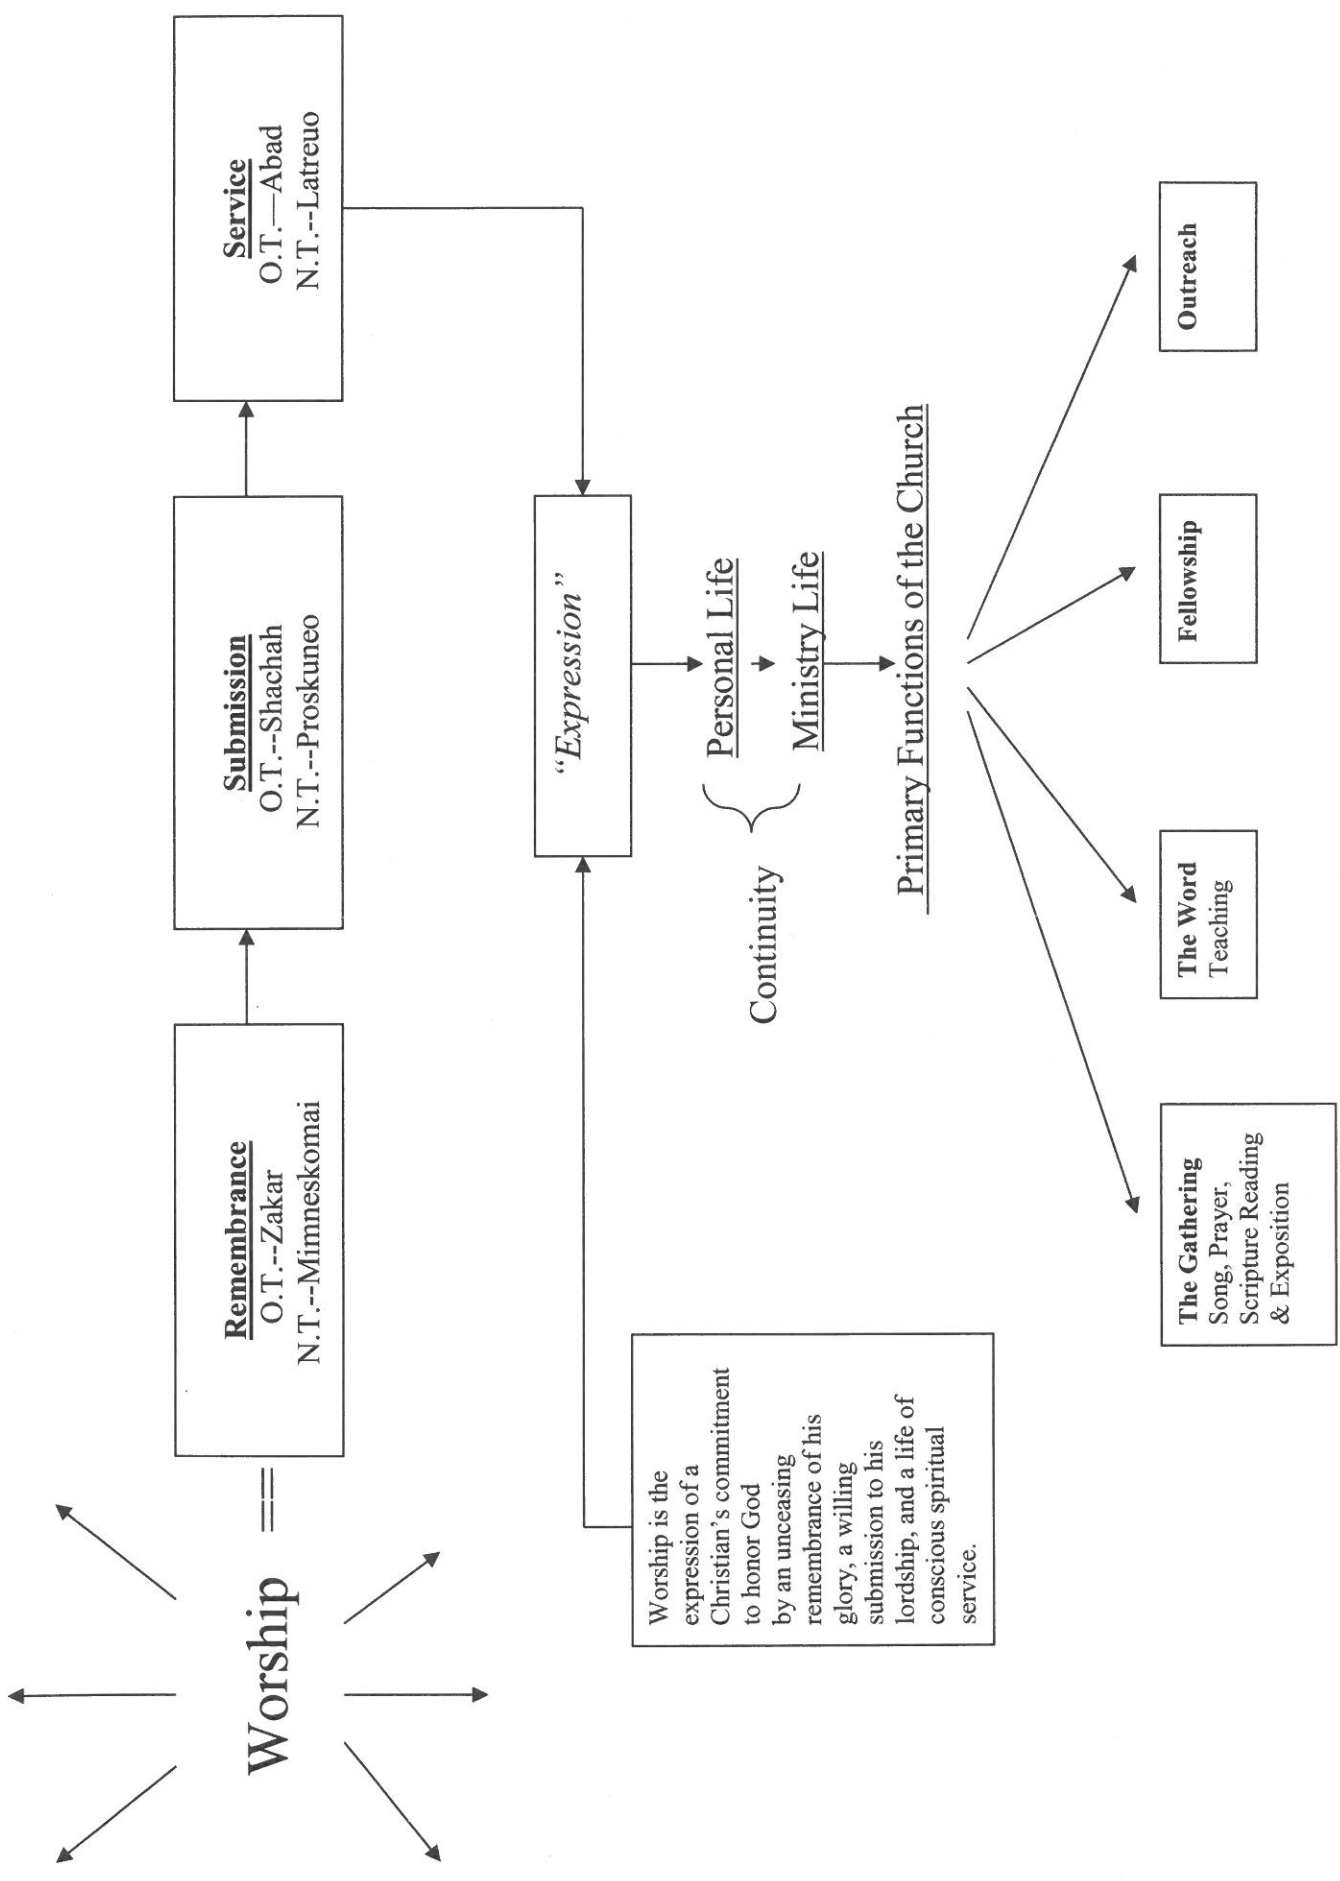 Worship ==
Remembrance
O.T.--Zakar
N.T.--Mimneskomai
Submission
O.T.--Shachah
N.T.--Proskuneo
Service
O.T.—Abad
N.T.--Latreuo
“Expression”
Worship is the
expression of a
Christian’s commitment
to honor God
by an unceasing
remembrance of his
glory, a willing
submission to his
lordship, and a life of
conscious spiritual
service.
Personal Life
Continuity
Ministry Life
Primary Functions of the Church
The Gathering
Song, Prayer,
Scripture Reading
& Exposition
The Word
Teaching
Fellowship
Outreach